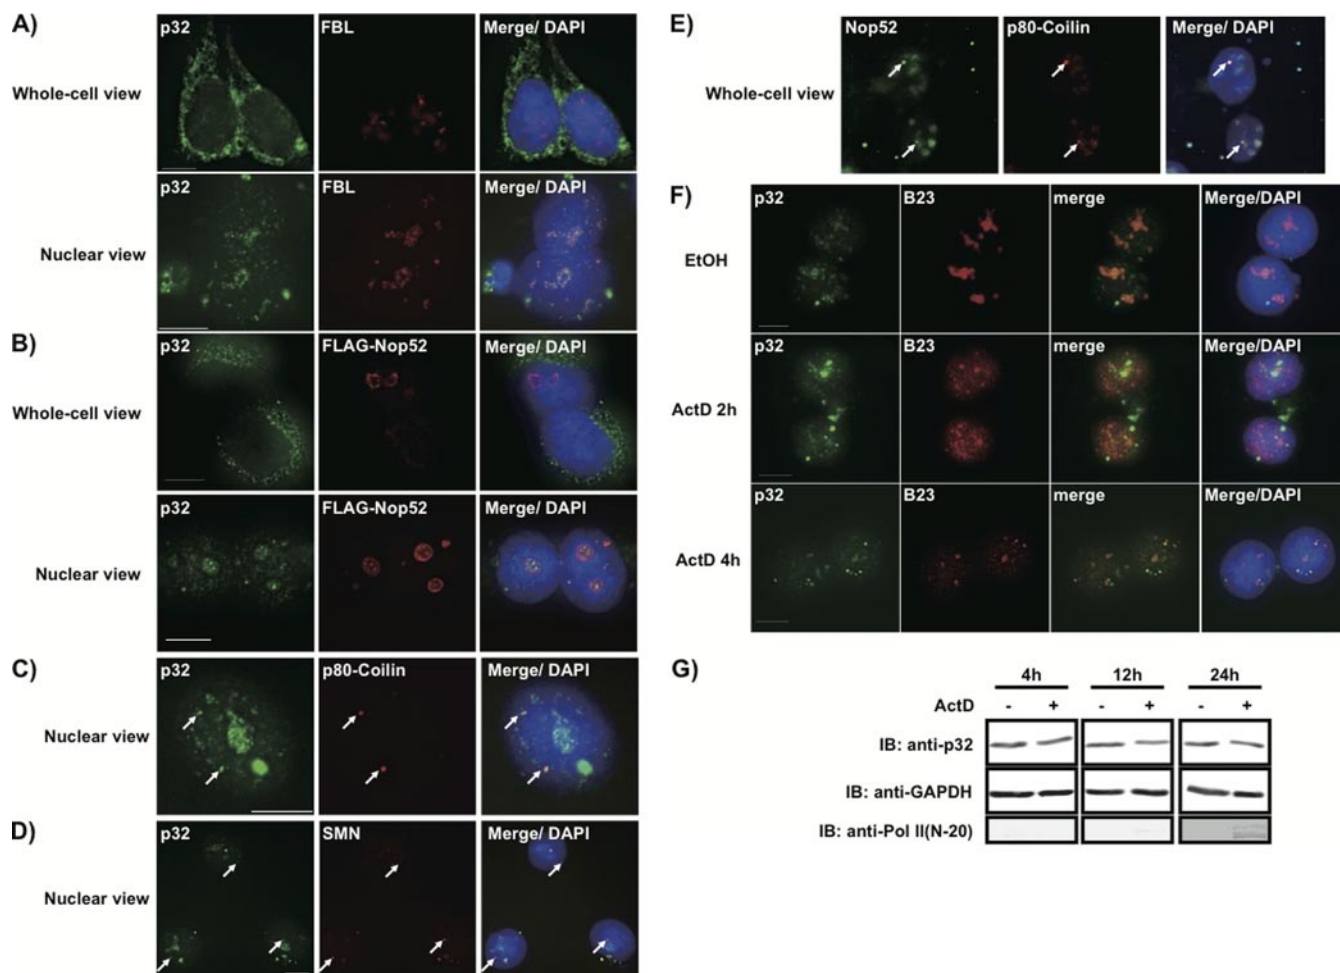 A)
p32 FBL Merge/ DAPI
Whole-cell view
p32 FBL Merge/ DAPI
Nuclear view
B)
p32 FLAG-Nop52 Merge/ DAPI
Whole-cell view
p32 FLAG-Nop52 Merge/ DAPI
Nuclear view
C)
p32 p80-Coilin Merge/ DAPI
Nuclear view
D)
p32 SMN Merge/ DAPI
Nuclear view
E)
Nop52 p80-Coilin Merge/ DAPI
Whole-cell view
F)
p32 B23 merge Merge/DAPI
EtOH
p32 B23 merge Merge/DAPI
ActD 2h
p32 B23 merge Merge/DAPI
ActD 4h
G)
4h 12h 24h
ActD - + - + - +
IB: anti-p32
IB: anti-GAPDH
IB: anti-Pol II(N-20)